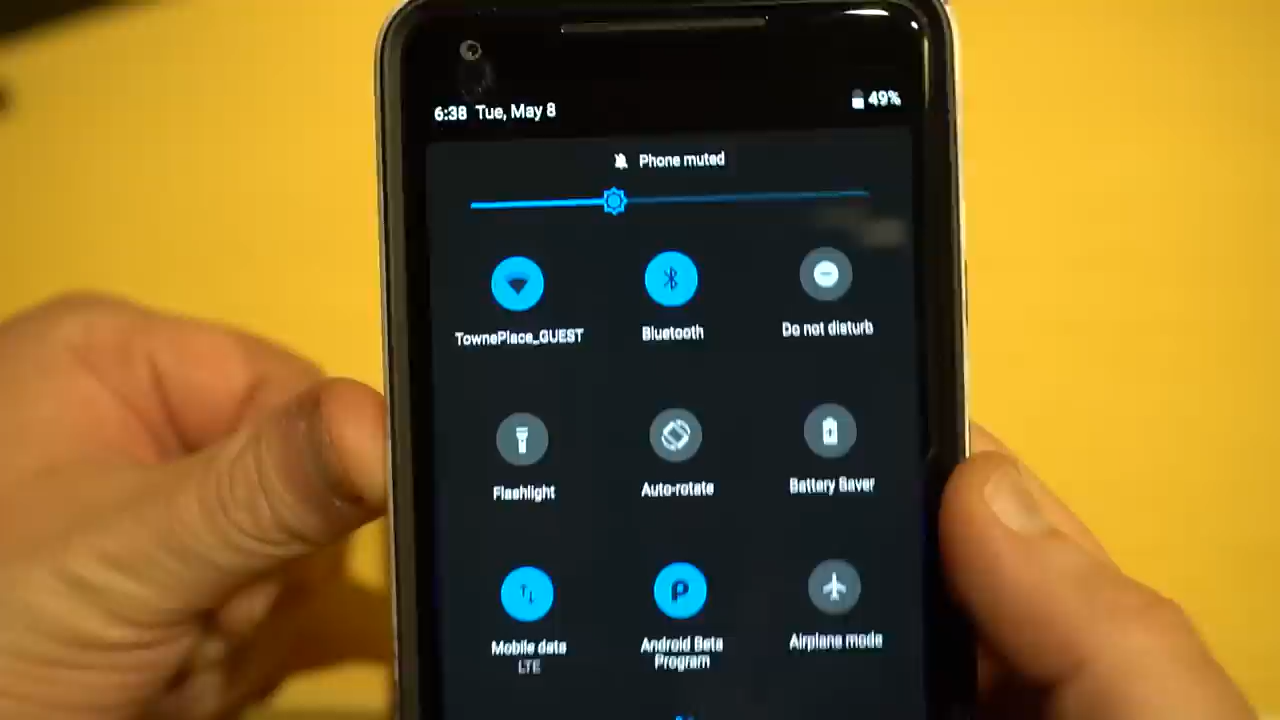 6:38 Tue, May 8
49%
Phone muted
TownePlace_GUEST
Bluetooth
Do not disturb
Flashlight
Auto-rotate
Battery Saver
Mobile data
LTE
Android Beta
Program
Airplane mode